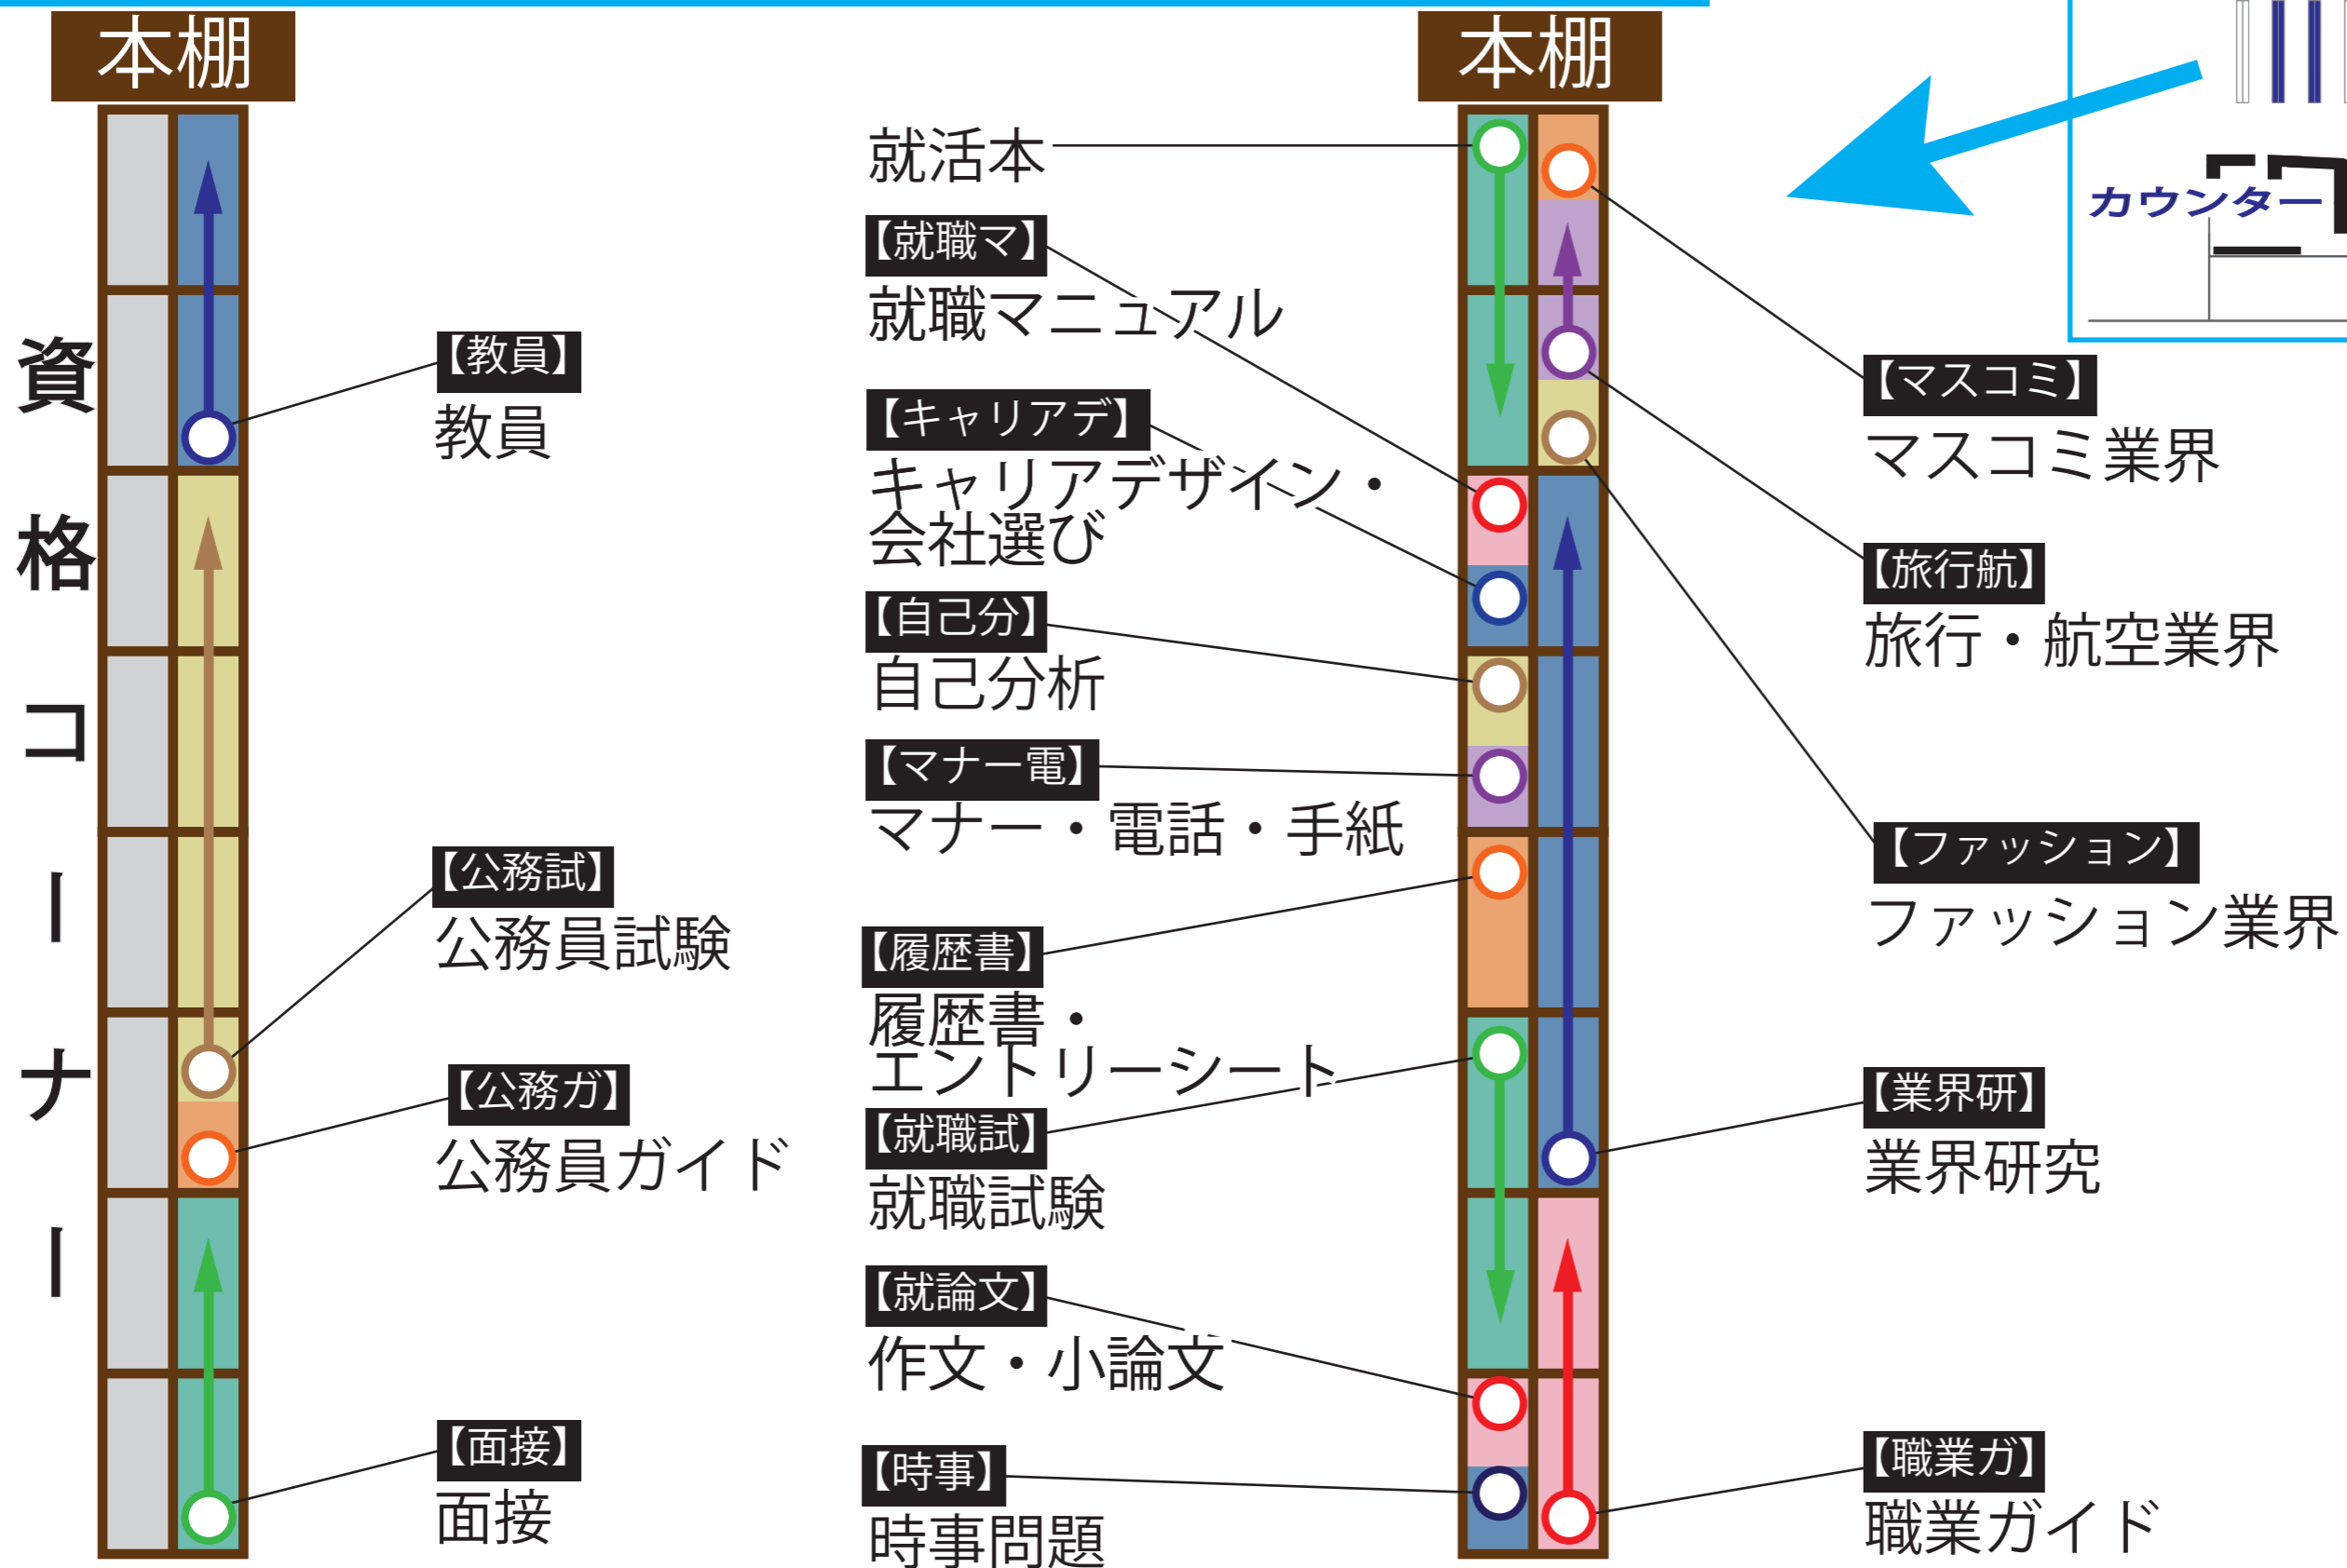 本棚
資格コーナー
【教員】
教員
【公務試】
公務員試験
【公務ガ】
公務員ガイド
【面接】
面接
本棚
就活本
【就職マ】
就職マニュアル
【キャリアデ】
キャリアデザイン・
会社選び
【自己分】
自己分析
【マナー電】
マナー・電話・手紙
【履歴書】
履歴書・
エントリーシート
【就職試】
就職試験
【就論文】
作文・小論文
【時事】
時事問題
【マスコミ】
マスコミ業界
【旅行航】
旅行・航空業界
【ファッション】
ファッション業界
【業界研】
業界研究
【職業ガ】
職業ガイド
カウンター